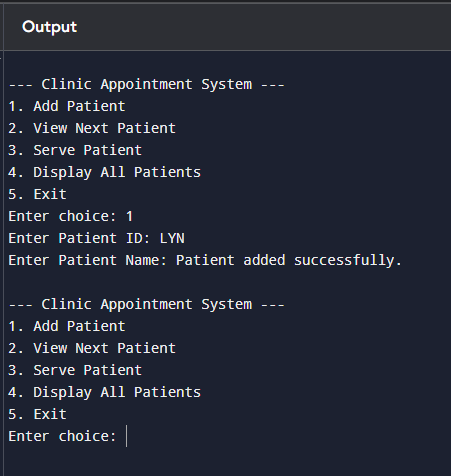 Output
--- Clinic Appointment System ---
1. Add Patient
2. View Next Patient
3. Serve Patient
4. Display All Patients
5. Exit
Enter choice: 1
Enter Patient ID: LYN
Enter Patient Name: Patient added successfully.
--- Clinic Appointment System ---
1. Add Patient
2. View Next Patient
3. Serve Patient
4. Display All Patients
5. Exit
Enter choice: